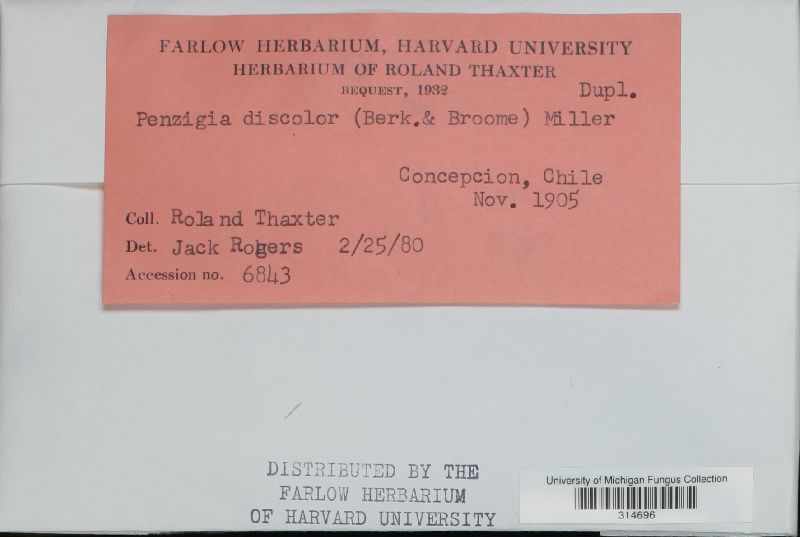 FARLOW HERBARIUM, HARVARD UNIVERSITY
HERBARIUM OF ROLAND THAXTER
BEQUEST, 1932
Dupl.
Penzigia discolor (Berk.& Broome) Miller
Concepcion, Chile
Nov. 1905
Coll. Roland Thaxter
Det. Jack Rogers 2/25/80
Accession no. 6843
DISTRIBUTED BY THE
FARLOW HERBARIUM
OF HARVARD UNIVERSITY
University of Michigan Fungus Collection
314696